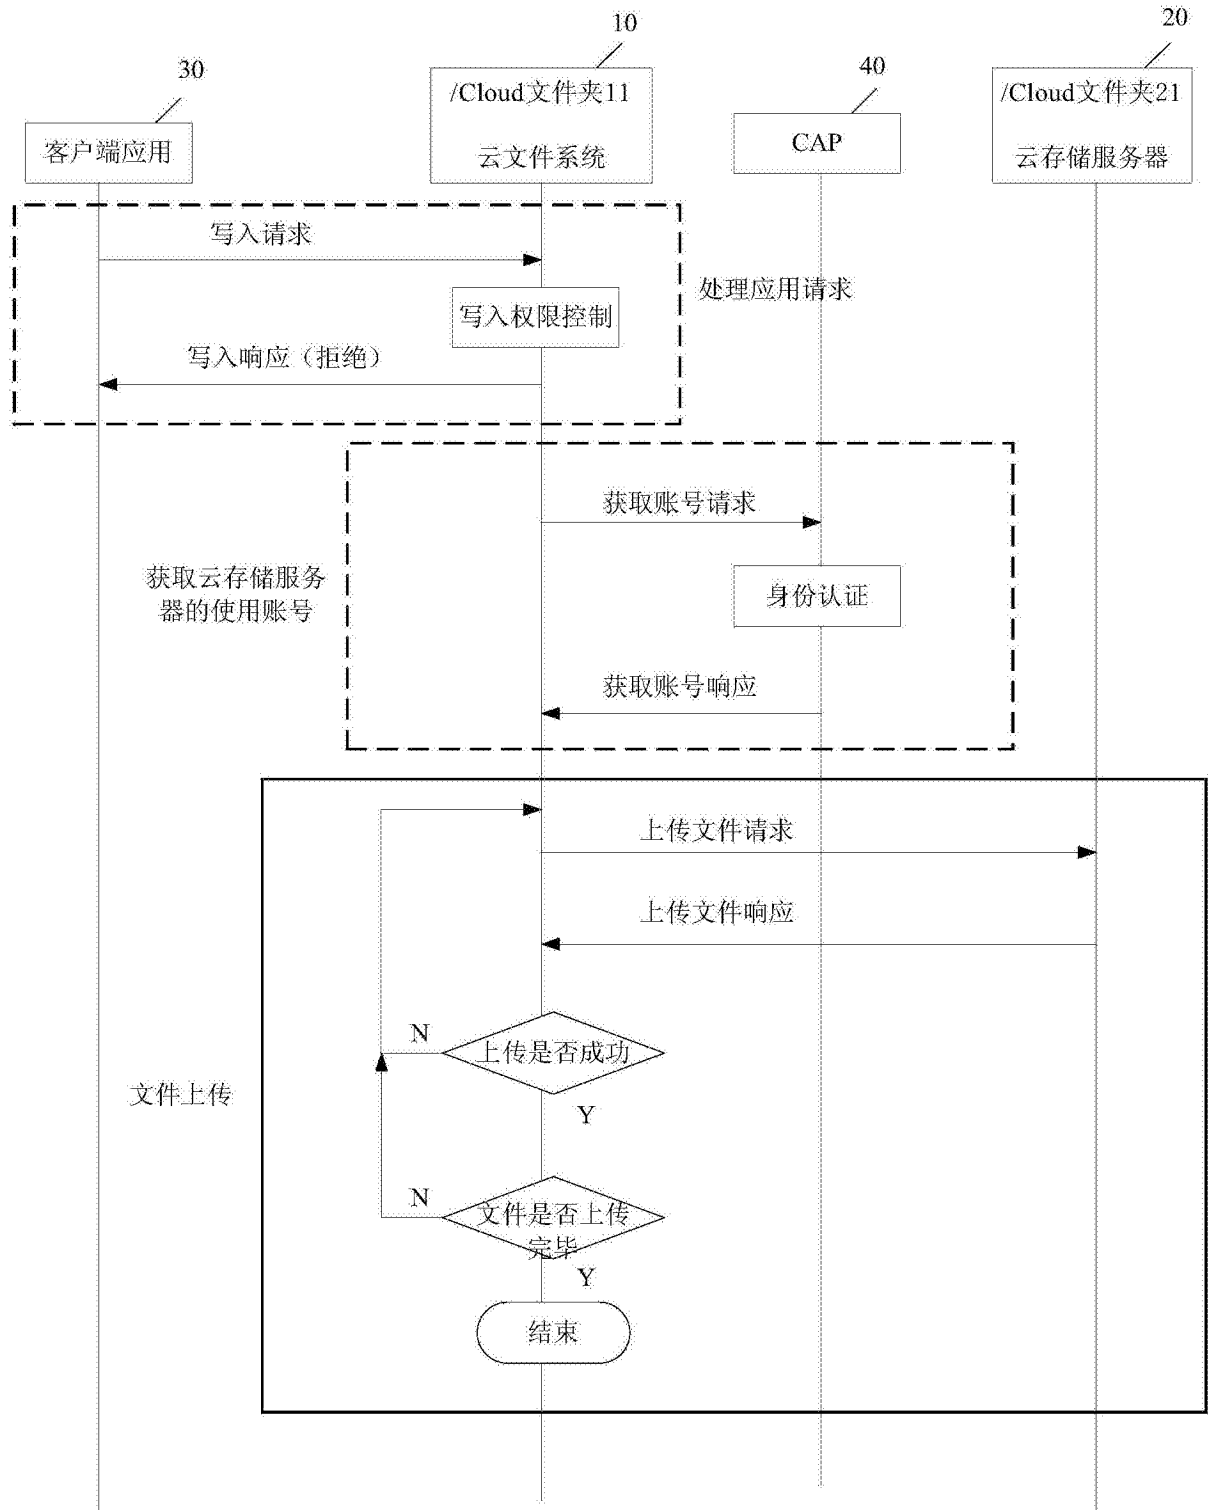 10
20
30
40
/Cloud文件夹11
云文件系统
/Cloud文件夹21
云存储服务器
客户端应用
CAP
写入请求
处理应用请求
写入权限控制
写入响应（拒绝）
获取账号请求
获取云存储服务
器的使用账号
身份认证
获取账号响应
上传文件请求
上传文件响应
N
上传是否成功
文件上传
Y
N
文件是否上传
完毕
Y
结束